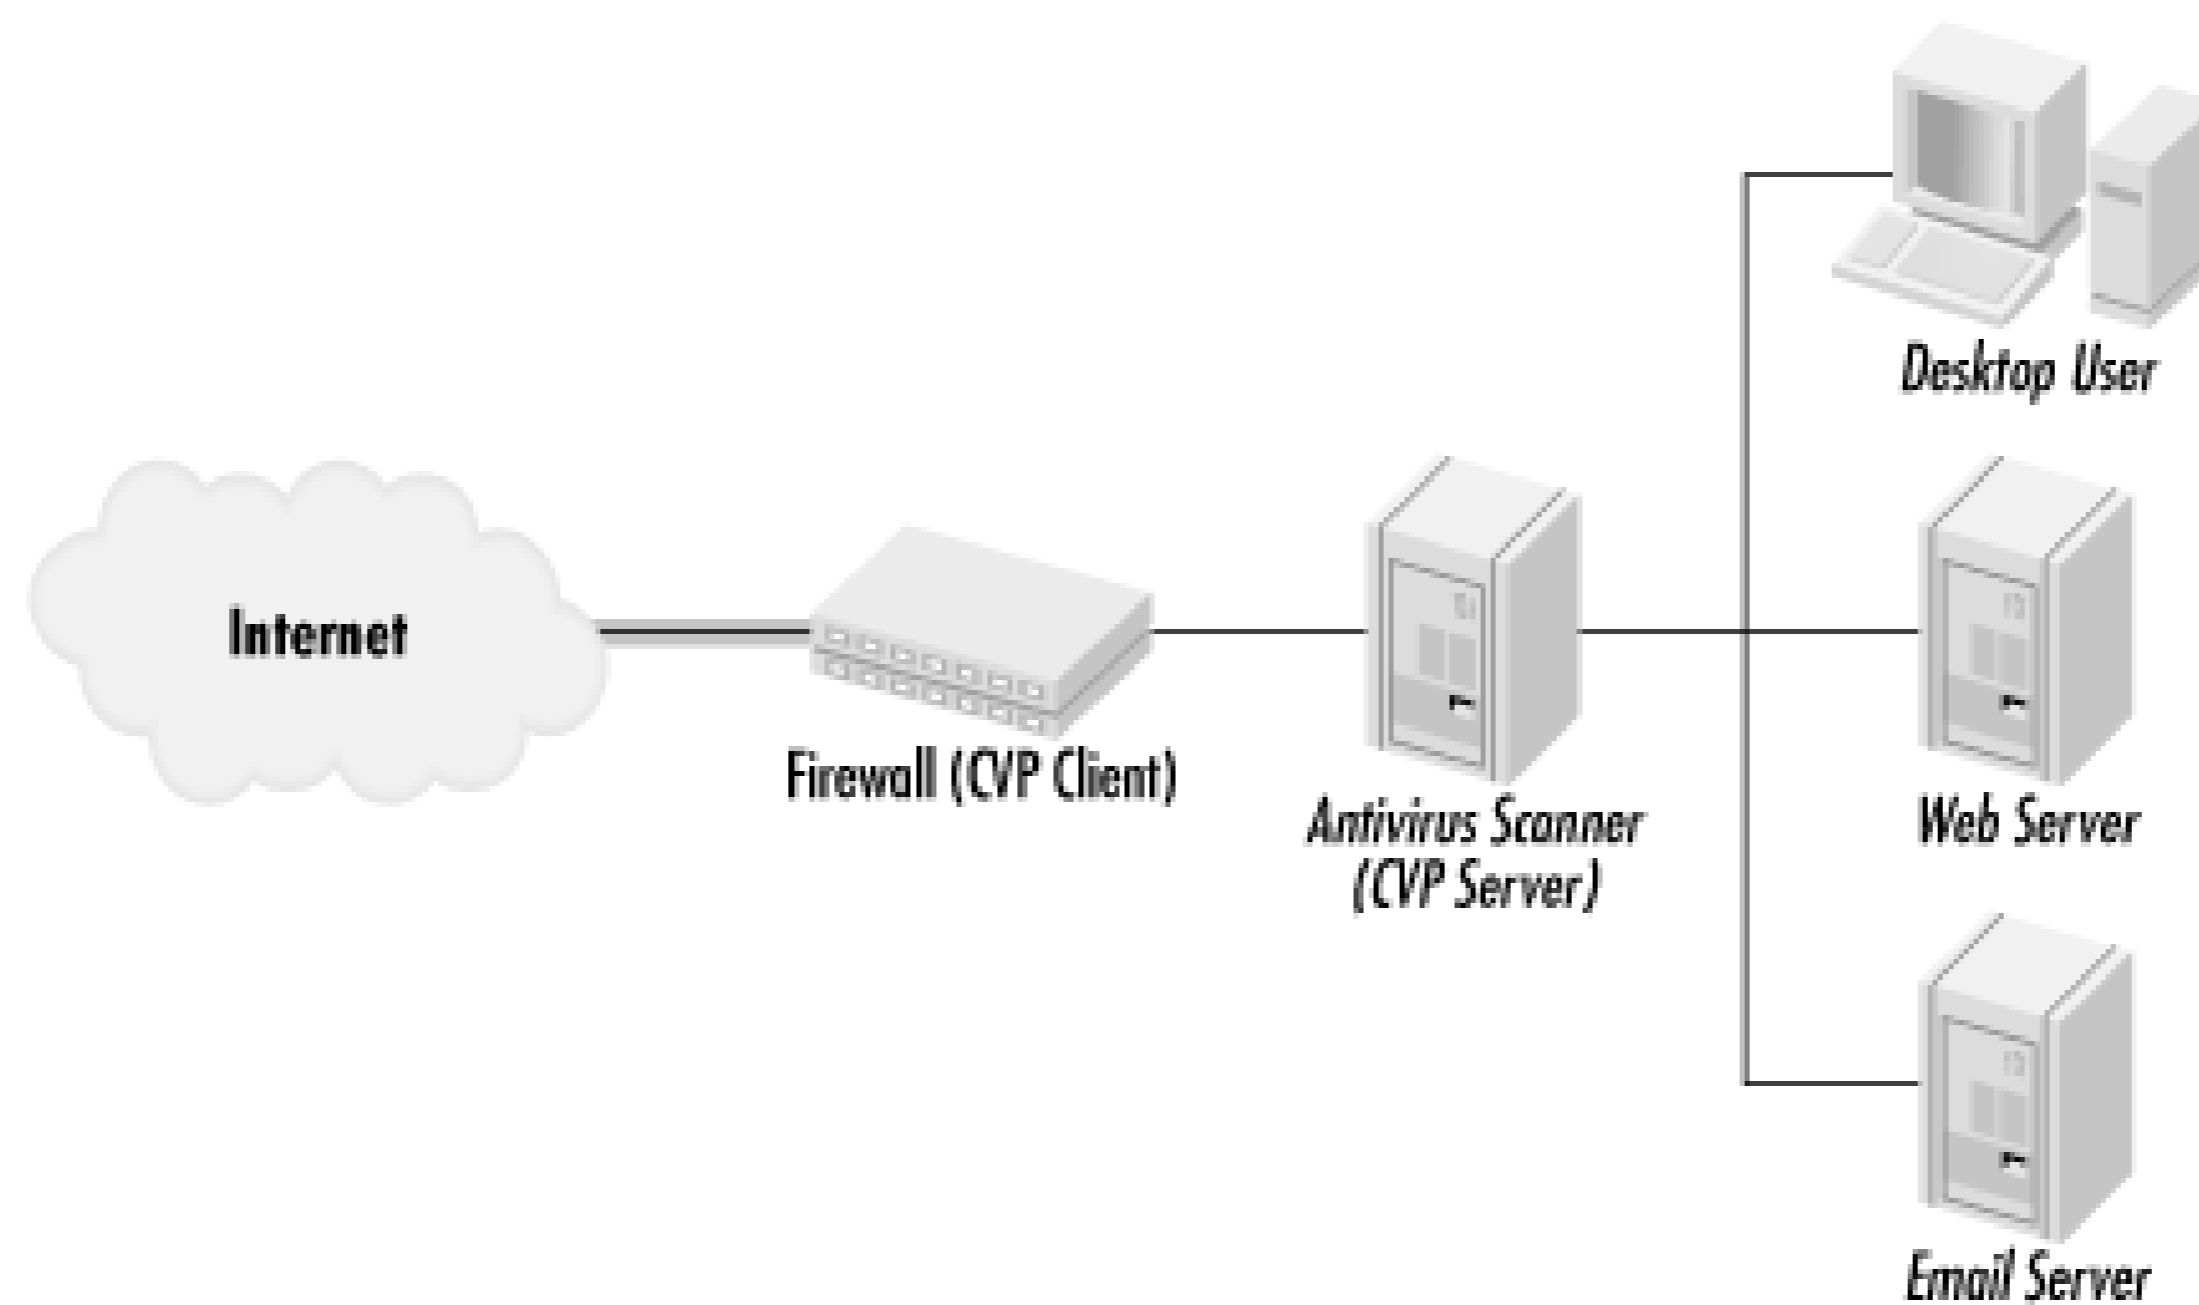 Desktop User
Internet
Firewall (CVP Client)
Antivirus Scanner
(CVP Server)
Web Server
Email Server